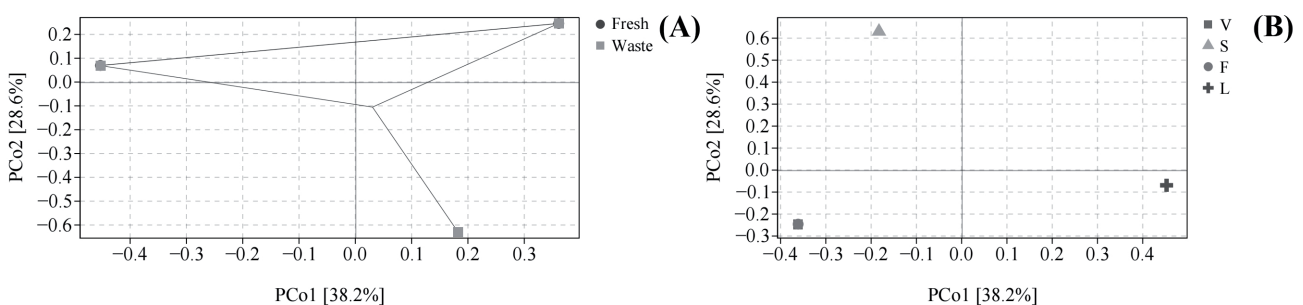 Fresh
Waste
(A)
0.2
0.1
0.0
−0.1
−0.2
−0.3
−0.4
−0.5
−0.6
PCo2 [28.6%]
−0.4 −0.3 −0.2 −0.1 0.0 0.1 0.2 0.3
PCo1 [38.2%]
V
S
F
L
(B)
0.6
0.5
0.4
0.3
0.2
0.1
0.0
−0.1
−0.2
−0.3
PCo2 [28.6%]
−0.4 −0.3 −0.2 −0.1 0.0 0.1 0.2 0.3 0.4
PCo1 [38.2%]